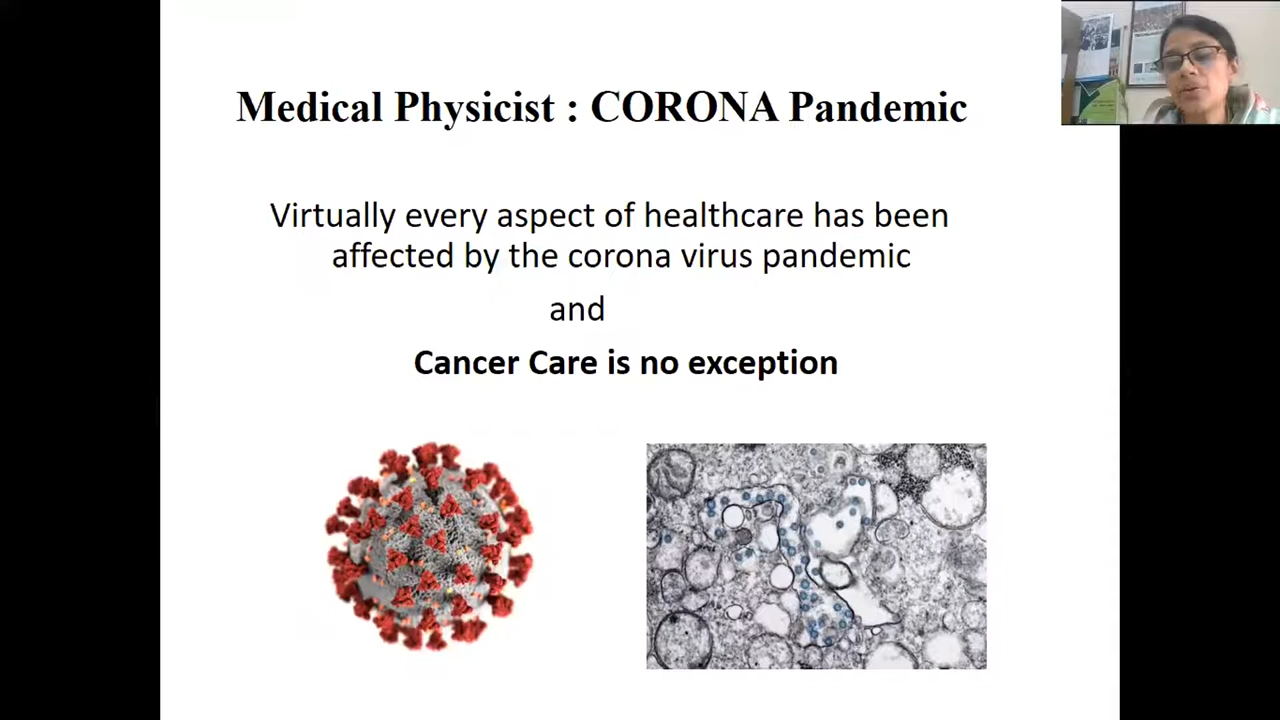 Medical Physicist : CORONA Pandemic
Virtually every aspect of healthcare has been
affected by the corona virus pandemic
and
Cancer Care is no exception